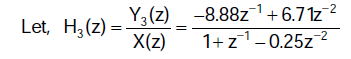 Let, H₃(z) = Y₃(z)/X(z) = (−8.88z⁻¹ + 6.71z⁻²)/(1 + z⁻¹ − 0.25z⁻²)